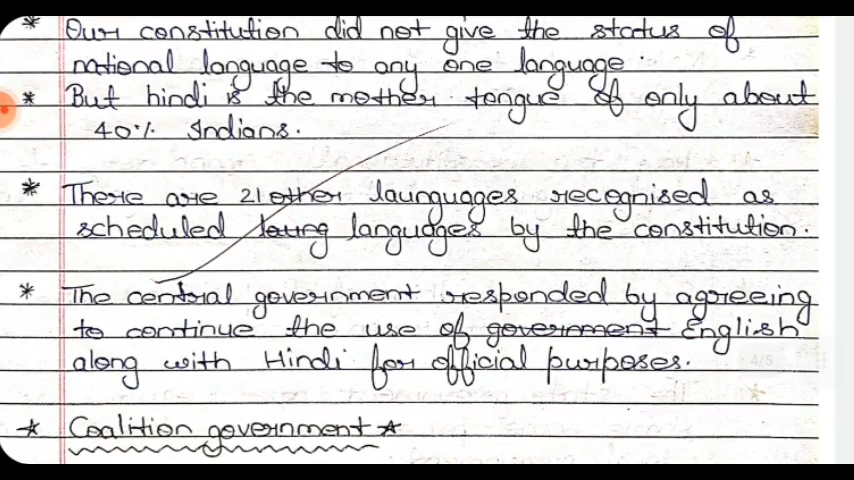 * Our constitution did not give the status of
national language to any one language.
* But hindi is the mother tongue of only about
40% Indians.
* There are 21 other launguages recognised as
scheduled laung languages by the constitution.
* The central government responded by agreeing
to continue the use of government English
along with Hindi for official purposes.
4/5
* Coalition government *